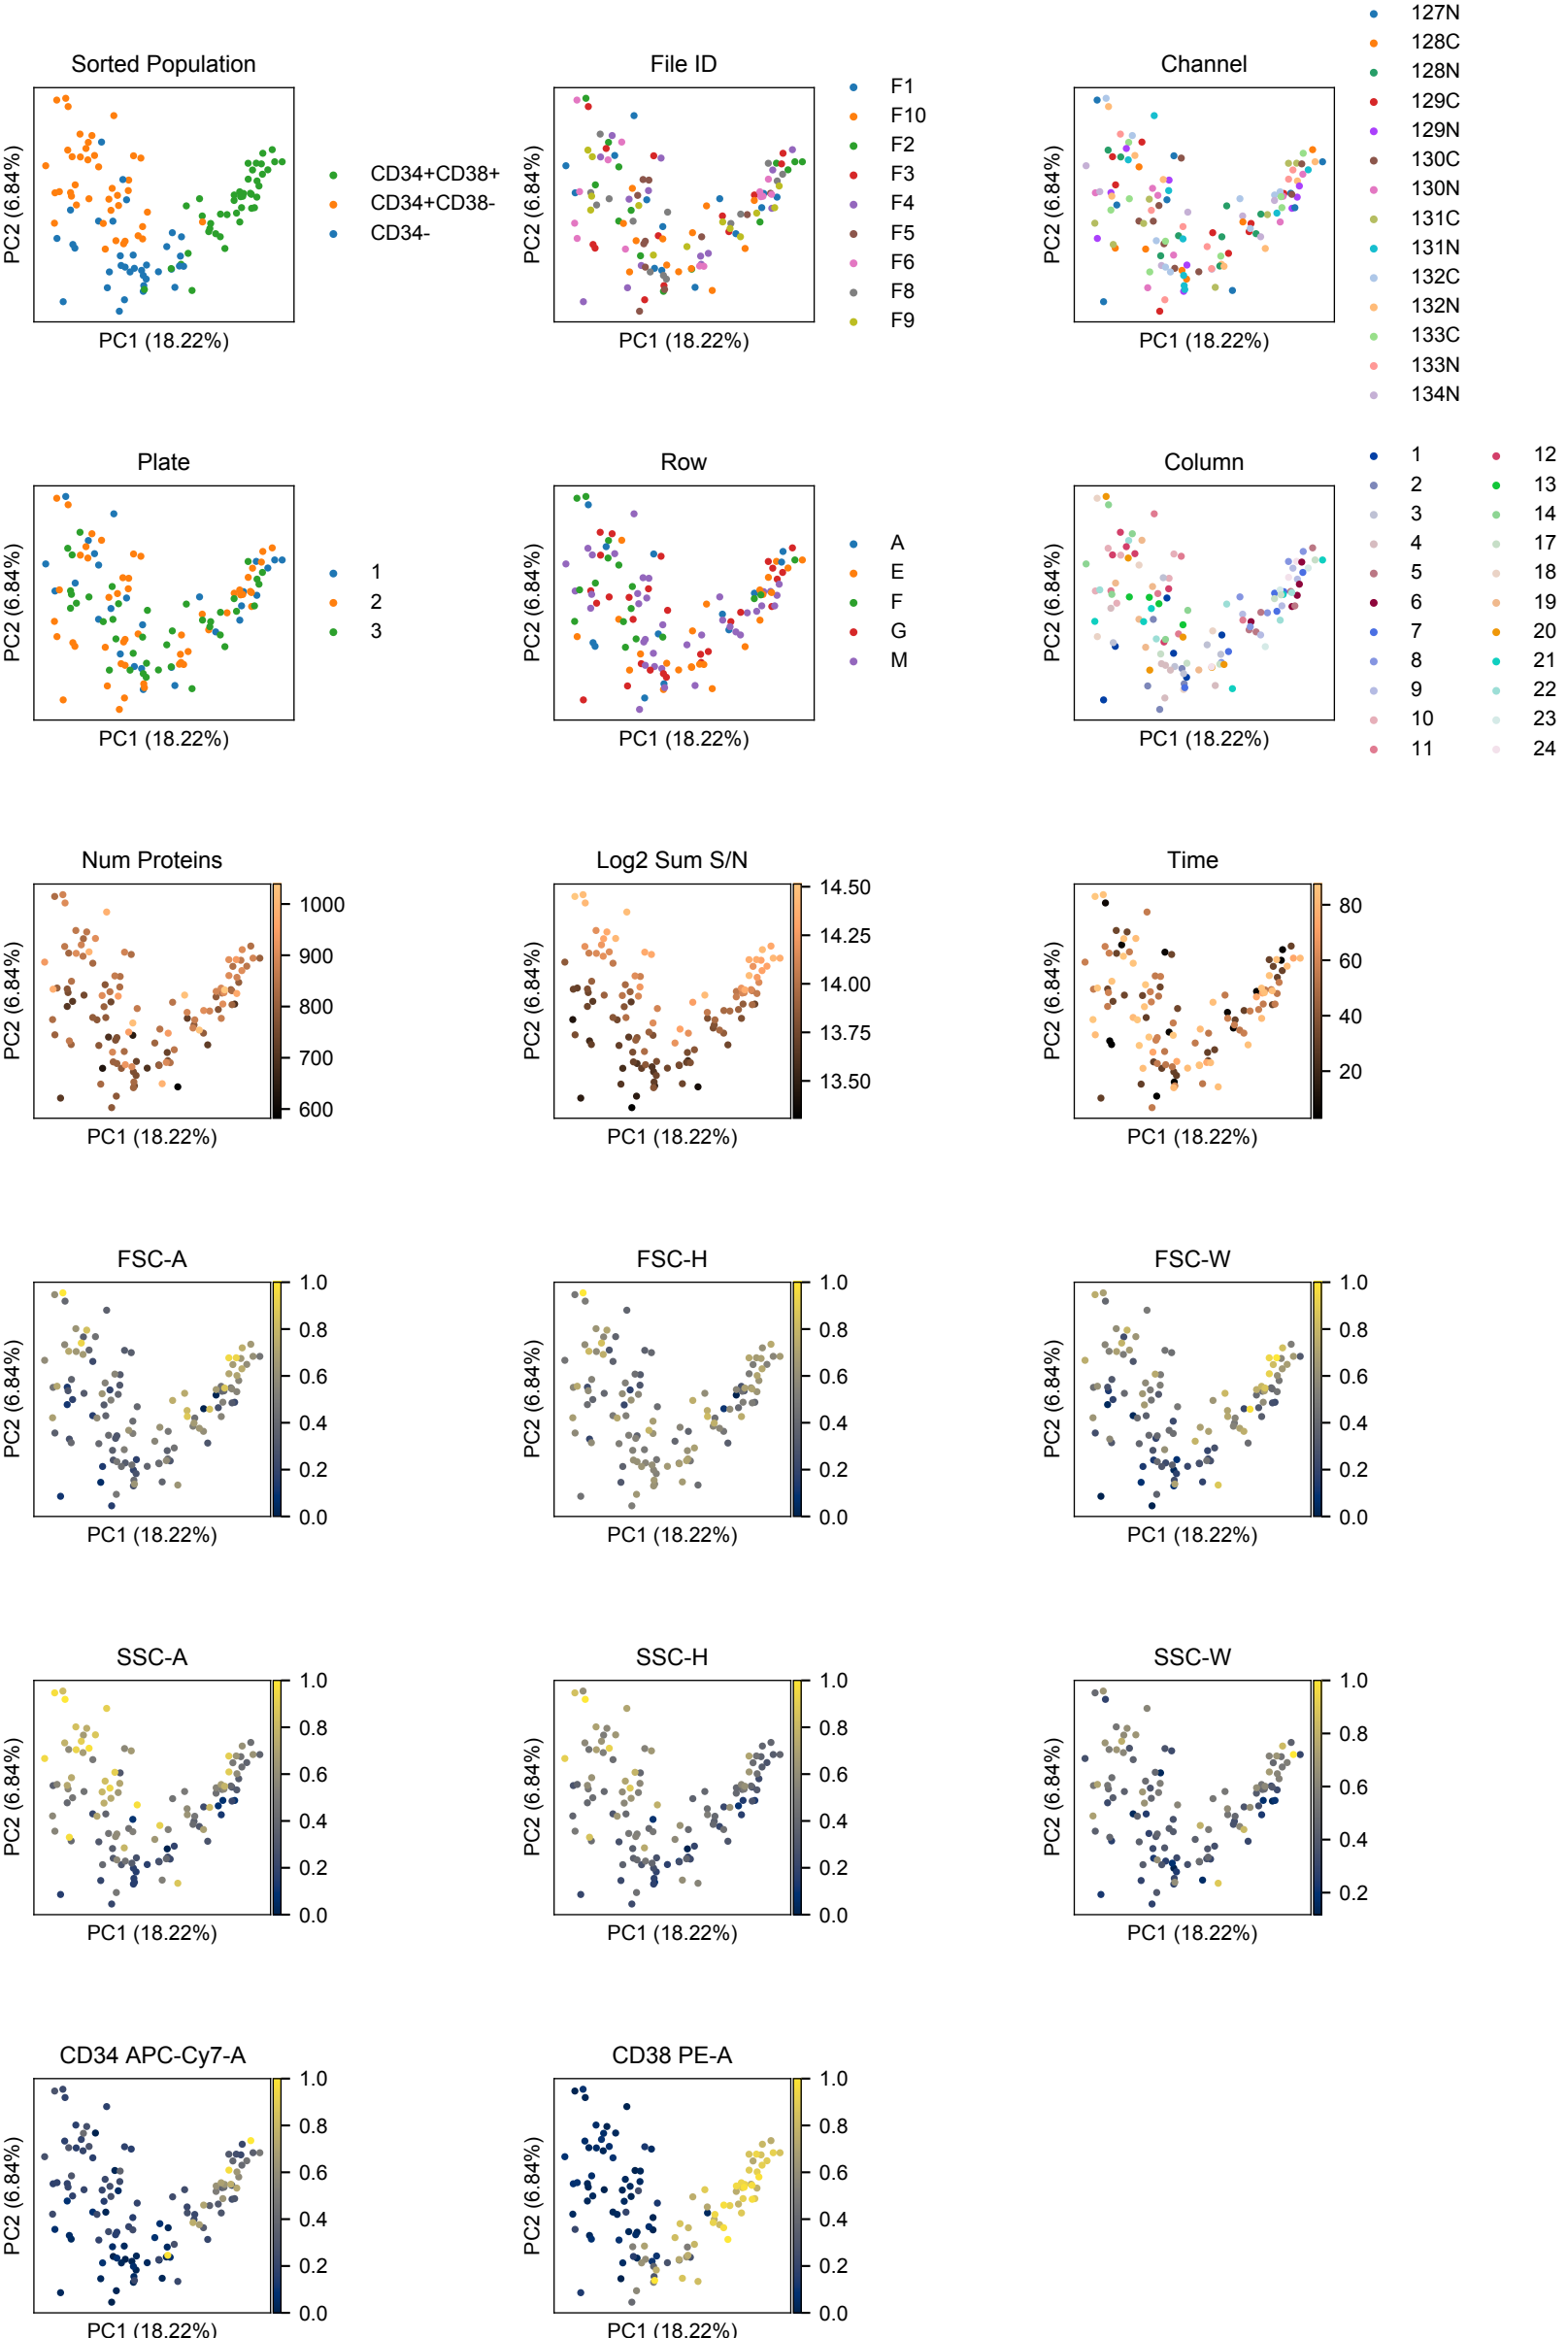 Sorted Population
PC2 (6.84%)
PC1 (18.22%)
CD34+CD38+
CD34+CD38-
CD34-
File ID
PC2 (6.84%)
PC1 (18.22%)
F1
F10
F2
F3
F4
F5
F6
F8
F9
Channel
PC2 (6.84%)
PC1 (18.22%)
127N
128C
128N
129C
129N
130C
130N
131C
131N
132C
132N
133C
133N
134N
Plate
PC2 (6.84%)
PC1 (18.22%)
1
2
3
Row
PC2 (6.84%)
PC1 (18.22%)
A
E
F
G
M
Column
PC2 (6.84%)
PC1 (18.22%)
1
2
3
4
5
6
7
8
9
10
11
12
13
14
17
18
19
20
21
22
23
24
Num Proteins
PC2 (6.84%)
PC1 (18.22%)
1000
900
800
700
600
Log2 Sum S/N
PC2 (6.84%)
PC1 (18.22%)
14.50
14.25
14.00
13.75
13.50
Time
PC2 (6.84%)
PC1 (18.22%)
80
60
40
20
FSC-A
PC2 (6.84%)
PC1 (18.22%)
1.0
0.8
0.6
0.4
0.2
0.0
FSC-H
PC2 (6.84%)
PC1 (18.22%)
1.0
0.8
0.6
0.4
0.2
0.0
FSC-W
PC2 (6.84%)
PC1 (18.22%)
1.0
0.8
0.6
0.4
0.2
0.0
SSC-A
PC2 (6.84%)
PC1 (18.22%)
1.0
0.8
0.6
0.4
0.2
0.0
SSC-H
PC2 (6.84%)
PC1 (18.22%)
1.0
0.8
0.6
0.4
0.2
0.0
SSC-W
PC2 (6.84%)
PC1 (18.22%)
1.0
0.8
0.6
0.4
0.2
CD34 APC-Cy7-A
PC2 (6.84%)
PC1 (18.22%)
1.0
0.8
0.6
0.4
0.2
0.0
CD38 PE-A
PC2 (6.84%)
PC1 (18.22%)
1.0
0.8
0.6
0.4
0.2
0.0